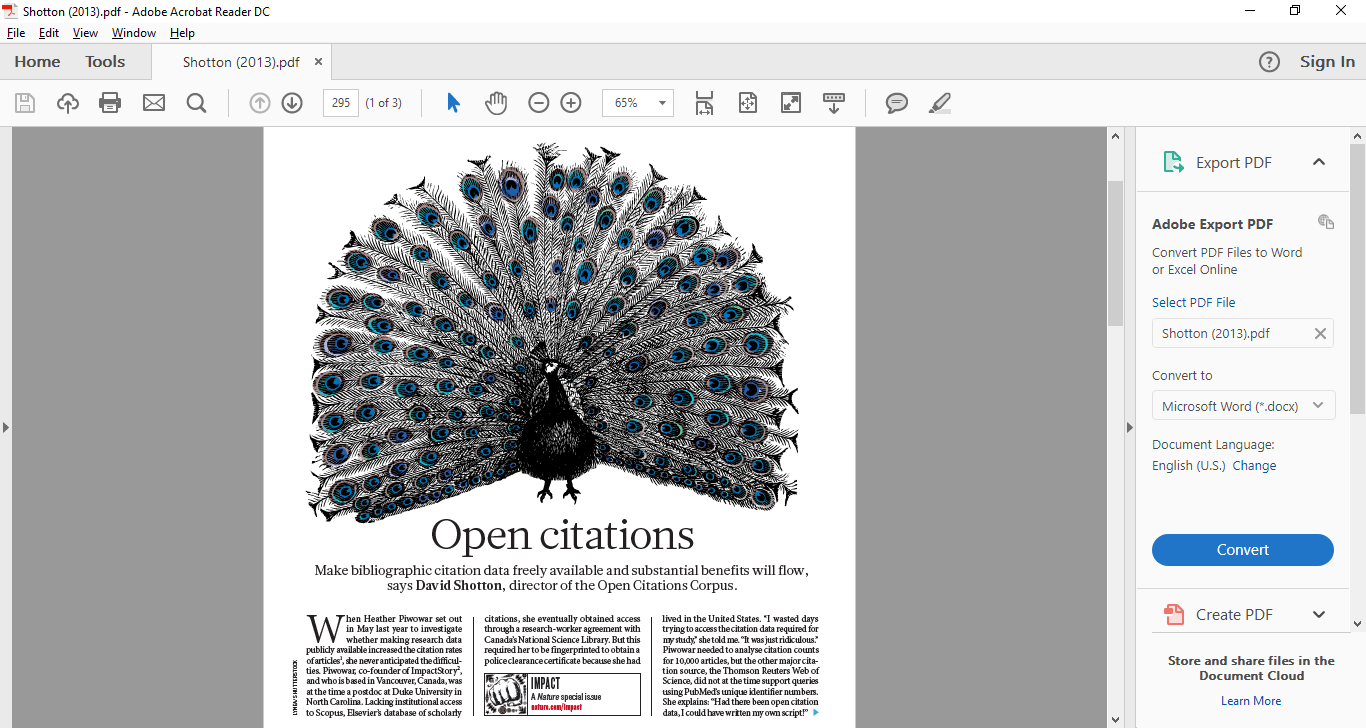 Shotton (2013).pdf - Adobe Acrobat Reader DC
File Edit View Window Help
Home Tools Shotton (2013).pdf × ? Sign In
295 (1 of 3) 65%
Open citations
Make bibliographic citation data freely available and substantial benefits will flow,
says David Shotton, director of the Open Citations Corpus.
When Heather Piwowar set out
in May last year to investigate
whether making research data
publicly available increased the citation rates
of articles¹, she never anticipated the difficul-
ties. Piwowar, co-founder of ImpactStory²,
and who is based in Vancouver, Canada, was
at the time a postdoc at Duke University in
North Carolina. Lacking institutional access
to Scopus, Elsevier's database of scholarly
citations, she eventually obtained access
through a research-worker agreement with
Canada's National Science Library. But this
required her to be fingerprinted to obtain a
police clearance certificate because she had
IMPACT
A Nature special issue
nature.com/impact
lived in the United States. "I wasted days
trying to access the citation data required for
my study," she told me. "It was just ridiculous."
Piwowar needed to analyse citation counts
for 10,000 articles, but the other major cita-
tion source, the Thomson Reuters Web of
Science, did not at the time support queries
using PubMed's unique identifier numbers.
She explains: "Had there been open citation
data, I could have written my own script!"
Export PDF
Adobe Export PDF
Convert PDF Files to Word
or Excel Online
Select PDF File
Shotton (2013).pdf
Convert to
Microsoft Word (*.docx)
Document Language:
English (U.S.) Change
Convert
Create PDF
Store and share files in the
Document Cloud
Learn More